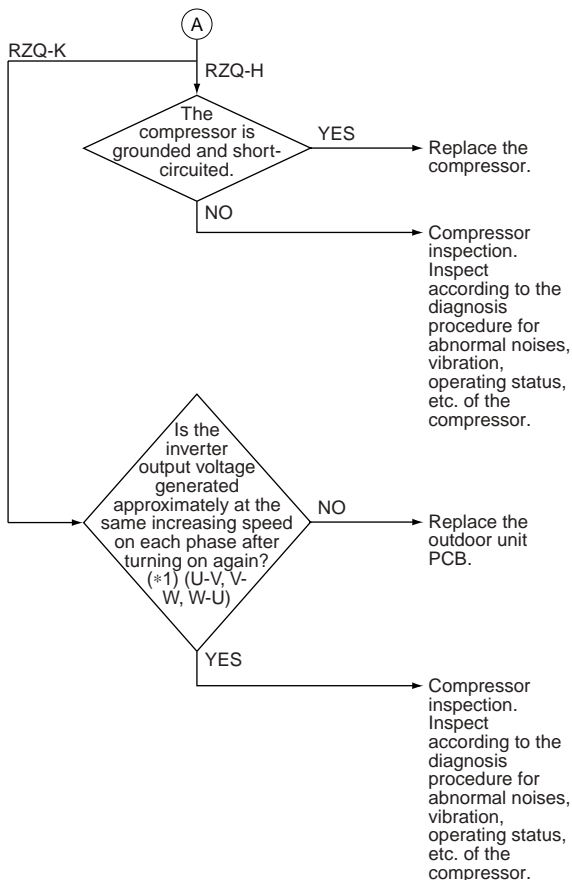 A
RZQ-K
RZQ-H
The
compressor is
grounded and short-
circuited.
YES
Replace the
compressor.
NO
Compressor
inspection.
Inspect
according to the
diagnosis
procedure for
abnormal noises,
vibration,
operating status,
etc. of the
compressor.
Is the
inverter
output voltage
generated
approximately at the
same increasing speed
on each phase after
turning on again?
(*1) (U-V, V-
W, W-U)
NO
Replace the
outdoor unit
PCB.
YES
Compressor
inspection.
Inspect
according to the
diagnosis
procedure for
abnormal noises,
vibration,
operating status,
etc. of the
compressor.